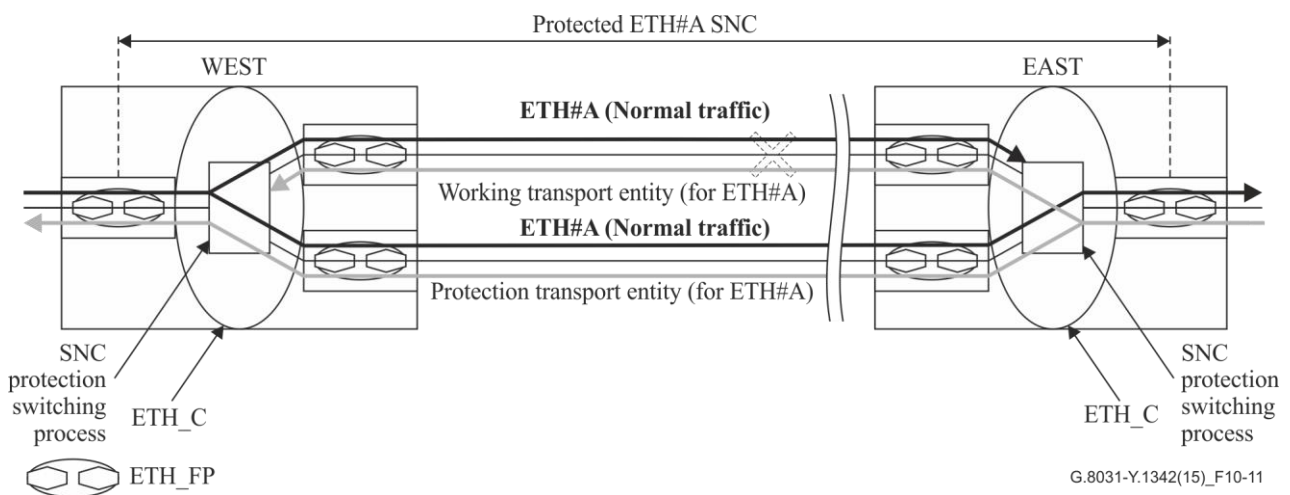 Protected ETH#A SNC
WEST
EAST
ETH#A (Normal traffic)
Working transport entity (for ETH#A)
ETH#A (Normal traffic)
Protection transport entity (for ETH#A)
SNC
protection
switching
process
ETH_C
ETH_C
SNC
protection
switching
process
ETH_FP
G.8031-Y.1342(15)_F10-11